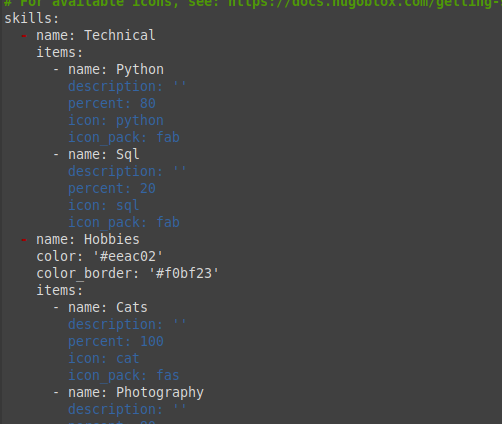 # For available icons, see: https://docs.hugoblox.com/getting-
skills:
  - name: Technical
    items:
      - name: Python
        description: ''
        percent: 80
        icon: python
        icon_pack: fab
      - name: Sql
        description: ''
        percent: 20
        icon: sql
        icon_pack: fab
  - name: Hobbies
    color: '#eeac02'
    color_border: '#f0bf23'
    items:
      - name: Cats
        description: ''
        percent: 100
        icon: cat
        icon_pack: fas
      - name: Photography
        description: ''